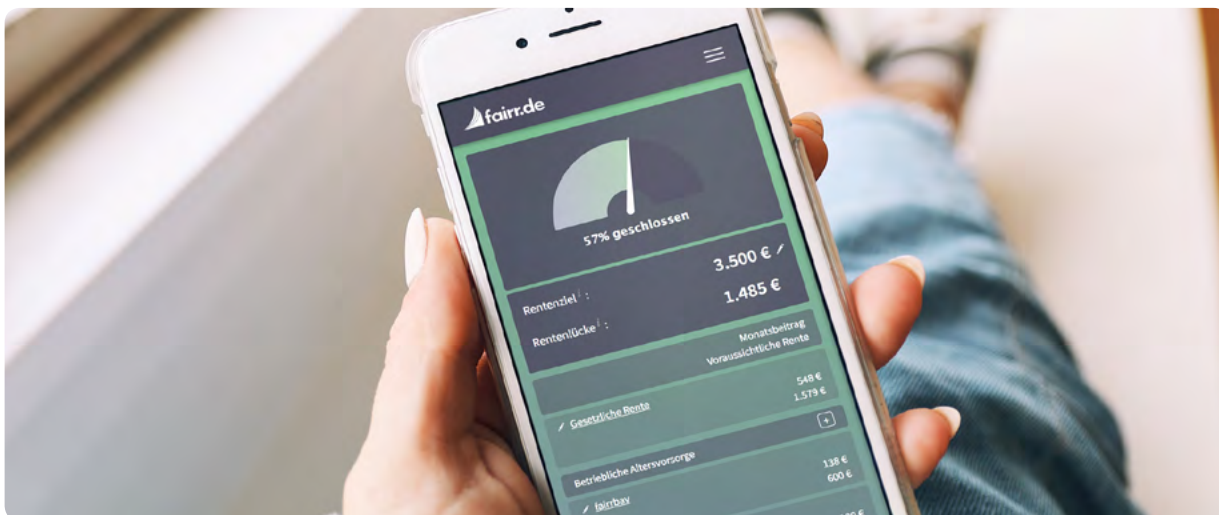 fairr.de
57% geschlossen
Rentenziel i :
3.500 €
Rentenlücke i :
1.485 €
Monatsbeitrag
Voraussichtliche Rente
Gesetzliche Rente
548 €
1.579 €
Betriebliche Altersvorsorge
+
fairrbav
138 €
600 €